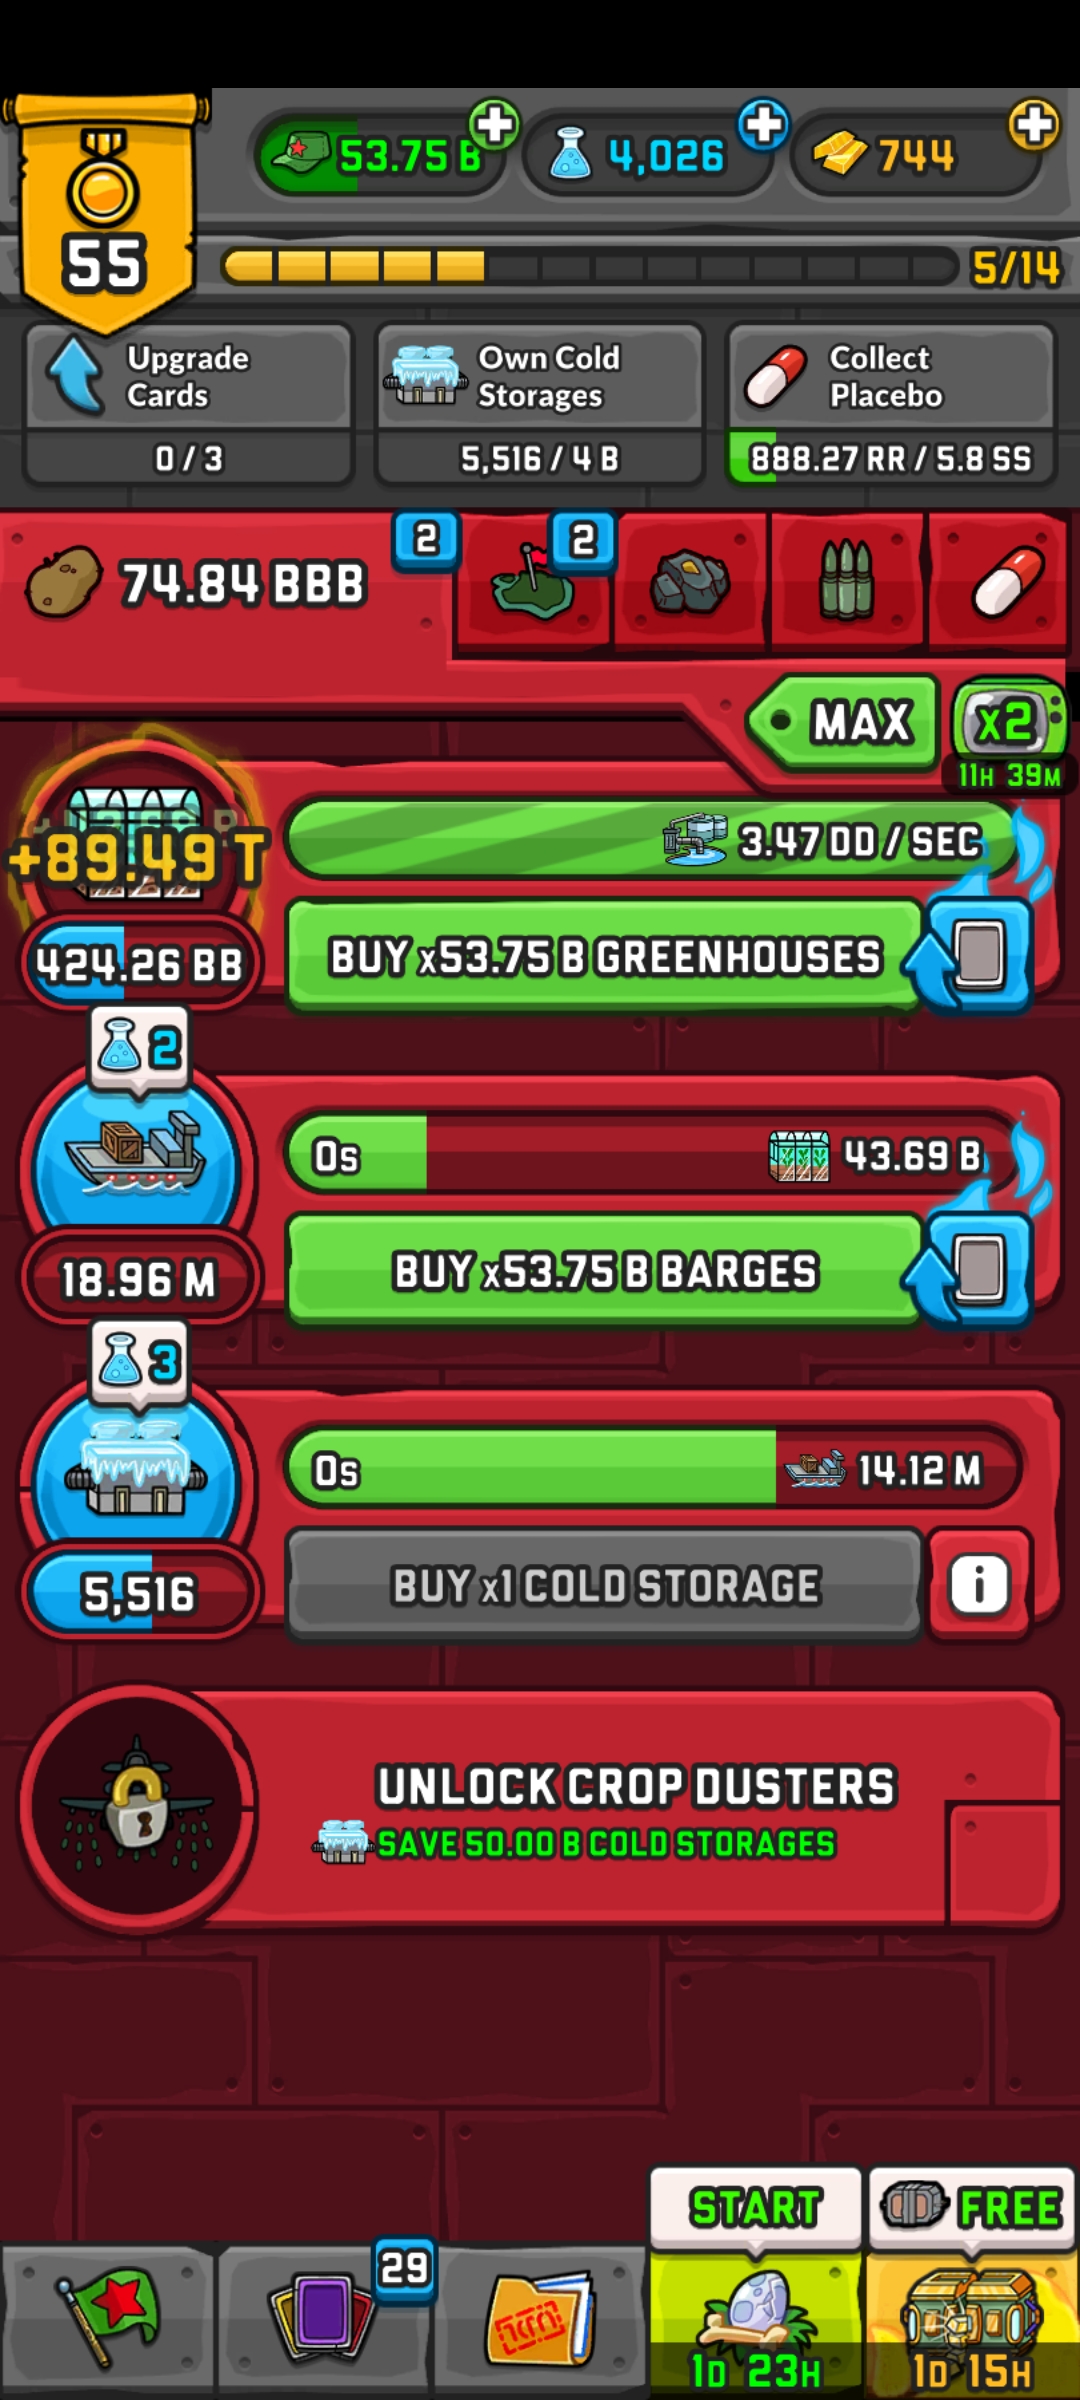 53.75 B
4,026
744
55
5/14
Upgrade
Cards
0 / 3
Own Cold
Storages
5,516 / 4 B
Collect
Placebo
888.27 RR / 5.8 SS
74.84 BBB
2
2
MAX
x2
11H 39M
+89.49 T
3.47 DD / SEC
424.26 BB
BUY x53.75 B GREENHOUSES
2
0s
43.69 B
18.96 M
BUY x53.75 B BARGES
3
0s
14.12 M
5,516
BUY x1 COLD STORAGE
i
UNLOCK CROP DUSTERS
SAVE 50.00 B COLD STORAGES
START
FREE
29
1D 23H
1D 15H